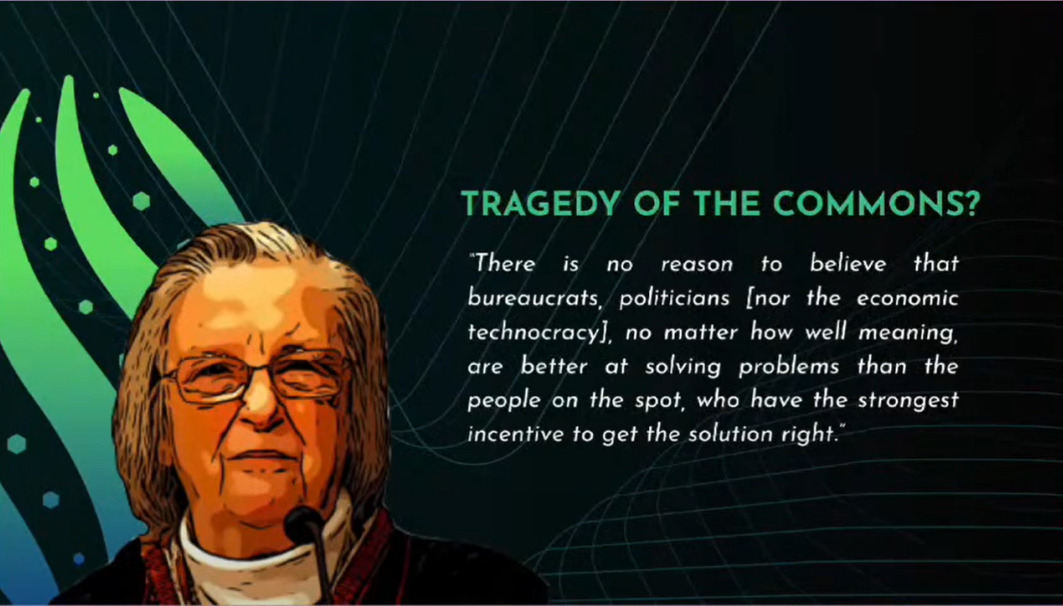 TRAGEDY OF THE COMMONS?
"There is no reason to believe that
bureaucrats, politicians [nor the economic
technocracy], no matter how well meaning,
are better at solving problems than the
people on the spot, who have the strongest
incentive to get the solution right."